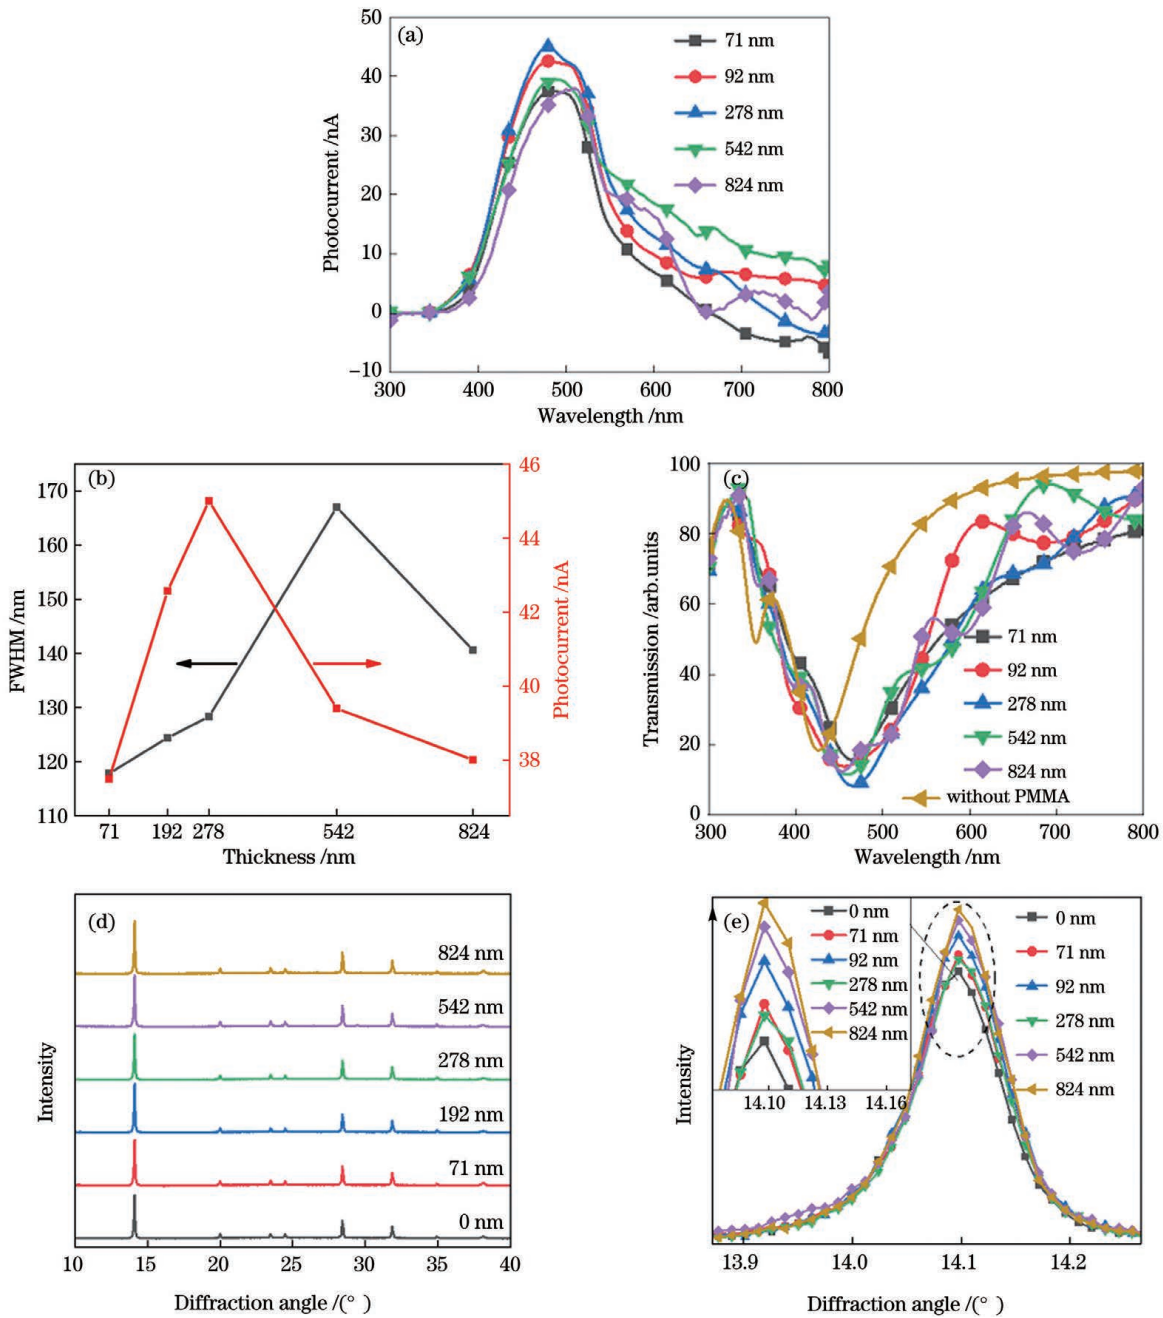 (a)
71 nm
92 nm
278 nm
542 nm
824 nm
50
40
30
20
10
0
−10
Photocurrent /nA
300 400 500 600 700 800
Wavelength /nm
(b)
170
160
150
140
130
120
110
FWHM /nm
46
44
42
40
38
Photocurrent /nA
71 192 278 542 824
Thickness /nm
(c)
100
80
60
40
20
0
Transmission /arb.units
71 nm
92 nm
278 nm
542 nm
824 nm
without PMMA
300 400 500 600 700 800
Wavelength /nm
(d)
824 nm
542 nm
278 nm
192 nm
71 nm
0 nm
Intensity
10 15 20 25 30 35 40
Diffraction angle /(° )
(e)
0 nm
71 nm
92 nm
278 nm
542 nm
824 nm
14.10 14.13 14.16
0 nm
71 nm
92 nm
278 nm
542 nm
824 nm
Intensity
13.9 14.0 14.1 14.2
Diffraction angle /(° )